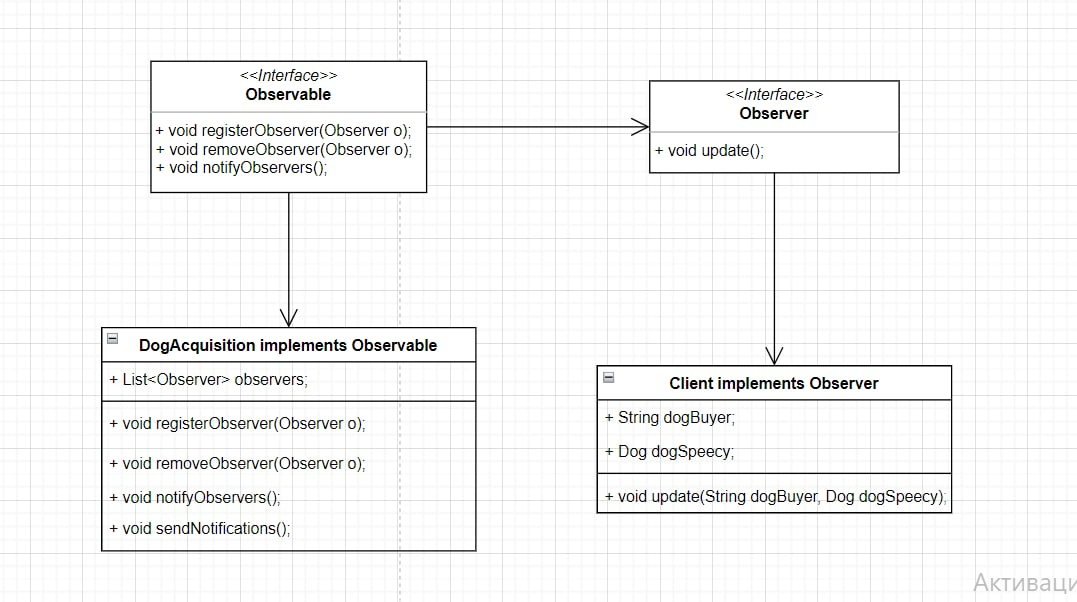 <<Interface>>
Observable
+ void registerObserver(Observer o);
+ void removeObserver(Observer o);
+ void notifyObservers();
<<Interface>>
Observer
+ void update();
DogAcquisition implements Observable
+ List<Observer> observers;
+ void registerObserver(Observer o);
+ void removeObserver(Observer o);
+ void notifyObservers();
+ void sendNotifications();
Client implements Observer
+ String dogBuyer;
+ Dog dogSpeecy;
+ void update(String dogBuyer, Dog dogSpeecy);
Активаци